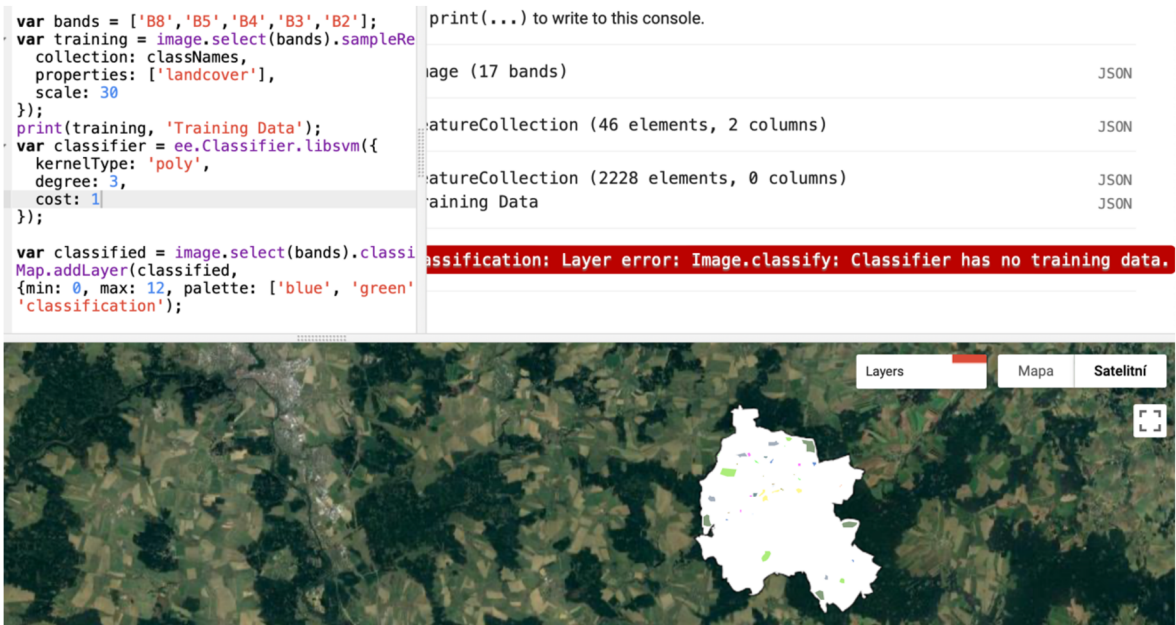 var bands = ['B8','B5','B4','B3','B2'];
var training = image.select(bands).sampleRe
collection: classNames,
properties: ['landcover'],
scale: 30
});
print(training, 'Training Data');
var classifier = ee.Classifier.libsvm({
kernelType: 'poly',
degree: 3,
cost: 1
});
var classified = image.select(bands).classi
Map.addLayer(classified,
{min: 0, max: 12, palette: ['blue', 'green'
'classification');
print(...) to write to this console.
age (17 bands)
JSON
eatureCollection (46 elements, 2 columns)
JSON
eatureCollection (2228 elements, 0 columns)
JSON
raining Data
JSON
assification: Layer error: Image.classify: Classifier has no training data.
Layers
Mapa
Satelitní